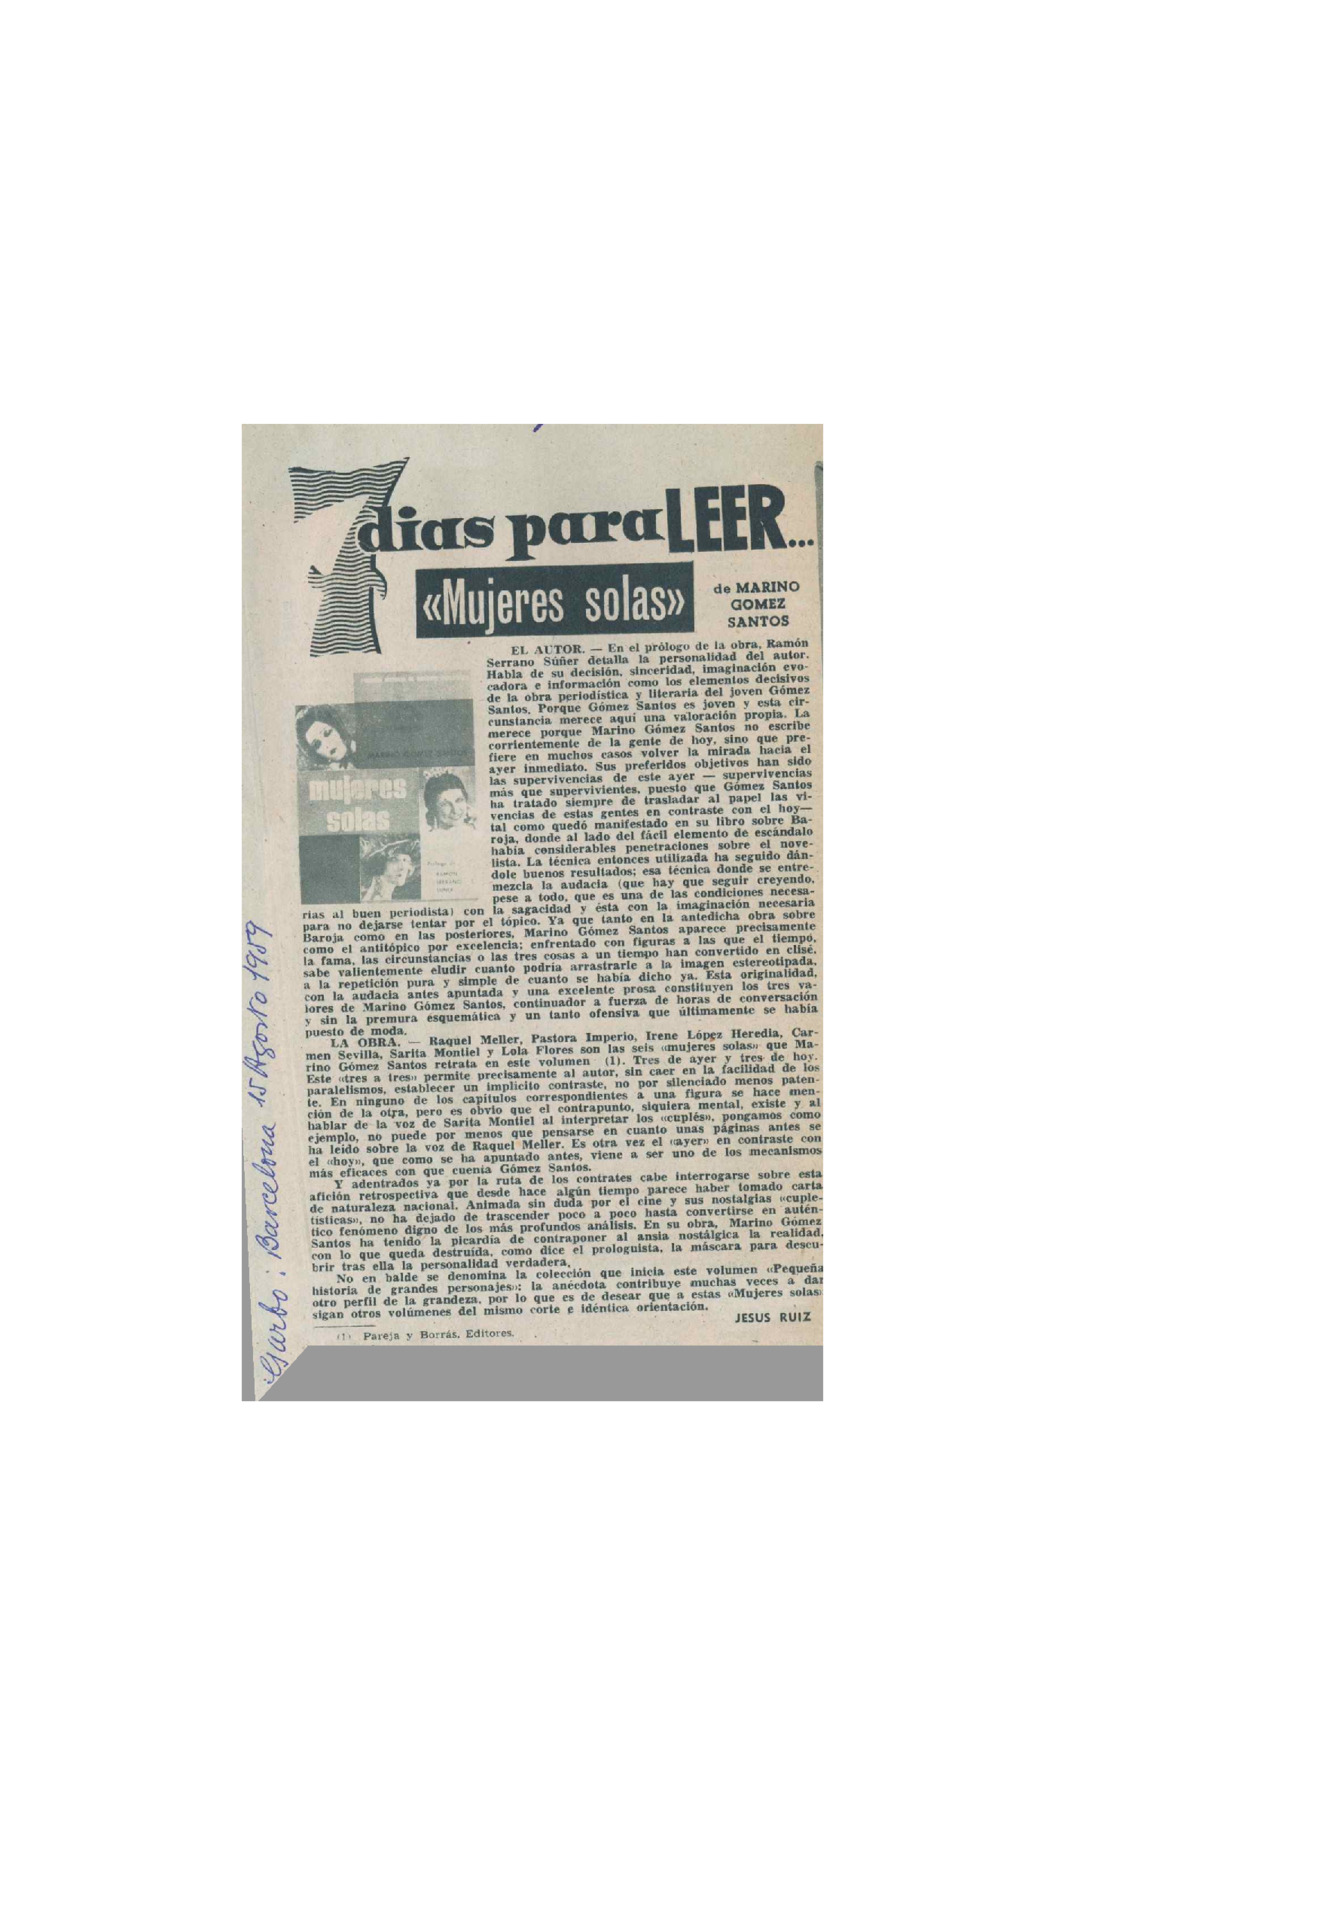 7 dias para LEER...
«Mujeres solas»
de MARINO
GOMEZ
SANTOS
EL AUTOR. — En el prólogo de la obra, Ramón
Serrano Súñer detalla la personalidad del autor.
Habla de su decisión, sinceridad, imaginación evo-
cadora e información como los elementos decisivos
de la obra periodística y literaria del joven Gómez
Santos. Porque Gómez Santos es joven y esta cir-
cunstancia merece aquí una valoración propia. La
merece porque Marino Gómez Santos no escribe
corrientemente de la gente de hoy, sino que pre-
fiere en muchos casos volver la mirada hacia el
ayer inmediato. Sus preferidos objetivos han sido
las supervivencias de este ayer — supervivencias
más que supervivientes, puesto que Gómez Santos
ha tratado siempre de trasladar al papel las vi-
vencias de estas gentes en contraste con el hoy—
tal como quedó manifestado en su libro sobre Ba-
roja, donde al lado del fácil elemento de escándalo
había considerables penetraciones sobre el nove-
lista. La técnica entonces utilizada ha seguido dán-
dole buenos resultados; esa técnica donde se entre-
mezcla la audacia (que hay que seguir creyendo,
pese a todo, que es una de las condiciones necesa-
rias al buen periodista) con la sagacidad y ésta con la imaginación necesaria
para no dejarse tentar por el tópico. Ya que tanto en la antedicha obra sobre
Baroja como en las posteriores, Marino Gómez Santos aparece precisamente
como el antitópico por excelencia; enfrentado con figuras a las que el tiempo,
la fama, las circunstancias o las tres cosas a un tiempo han convertido en clisé,
sabe valientemente eludir cuanto podría arrastrarle a la imagen estereotipada,
a la repetición pura y simple de cuanto se había dicho ya. Esta originalidad,
con la audacia antes apuntada y una excelente prosa constituyen los tres va-
lores de Marino Gómez Santos, continuador a fuerza de horas de conversación
y sin la premura esquemática y un tanto ofensiva que últimamente se había
puesto de moda.
LA OBRA. — Raquel Meller, Pastora Imperio, Irene López Heredia, Car-
men Sevilla, Sarita Montiel y Lola Flores son las seis «mujeres solas» que Ma-
rino Gómez Santos retrata en este volumen (1). Tres de ayer y tres de hoy.
Este «tres a tres» permite precisamente al autor, sin caer en la facilidad de los
paralelismos, establecer un implícito contraste, no por silenciado menos paten-
te. En ninguno de los capítulos correspondientes a una figura se hace men-
ción de la otra, pero es obvio que el contrapunto, siquiera mental, existe y al
hablar de la voz de Sarita Montiel al interpretar los «cuplés», pongamos como
ejemplo, no puede por menos que pensarse en cuanto unas páginas antes se
ha leído sobre la voz de Raquel Meller. Es otra vez el «ayer» en contraste con
el «hoy», que como se ha apuntado antes, viene a ser uno de los mecanismos
más eficaces con que cuenta Gómez Santos.
Y adentrados ya por la ruta de los contrates cabe interrogarse sobre esta
afición retrospectiva que desde hace algún tiempo parece haber tomado carta
de naturaleza nacional. Animada sin duda por el cine y sus nostalgias «cuple-
tísticas», no ha dejado de trascender poco a poco hasta convertirse en autén-
tico fenómeno digno de los más profundos análisis. En su obra, Marino Gómez
Santos ha tenido la picardía de contraponer al ansia nostálgica la realidad,
con lo que queda destruída, como dice el prologuista, la máscara para descu-
brir tras ella la personalidad verdadera.
No en balde se denomina la colección que inicia este volumen «Pequeña
historia de grandes personajes»; la anécdota contribuye muchas veces a dar
otro perfil de la grandeza, por lo que es de desear que a estas «Mujeres solas»
sigan otros volúmenes del mismo corte e idéntica orientación.
JESUS RUIZ
(1) Pareja y Borrás, Editores.
mujeres
solas
Garbo: Barcelona 15 Agosto 1959